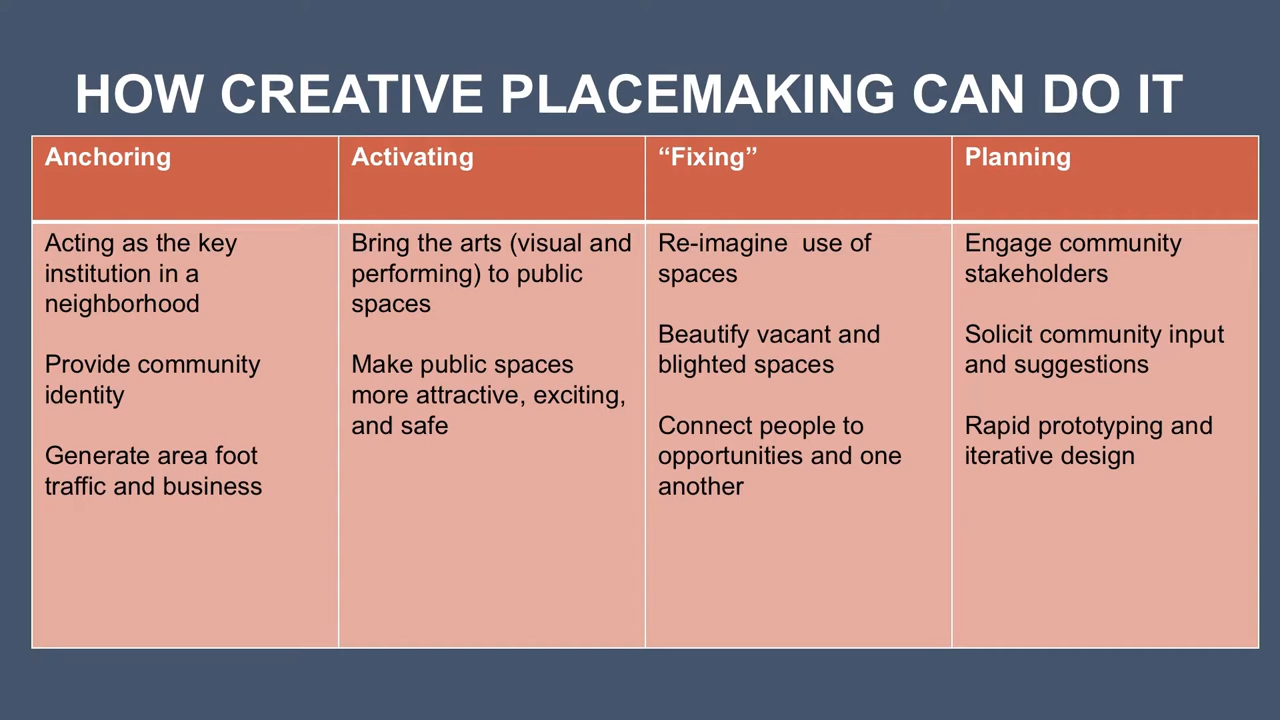 HOW CREATIVE PLACEMAKING CAN DO IT
Anchoring
Acting as the key
institution in a
neighborhood
Provide community
identity
Generate area foot
traffic and business
Activating
Bring the arts (visual and
performing) to public
spaces
Make public spaces
more attractive, exciting,
and safe
“Fixing”
Re-imagine  use of
spaces
Beautify vacant and
blighted spaces
Connect people to
opportunities and one
another
Planning
Engage community
stakeholders
Solicit community input
and suggestions
Rapid prototyping and
iterative design